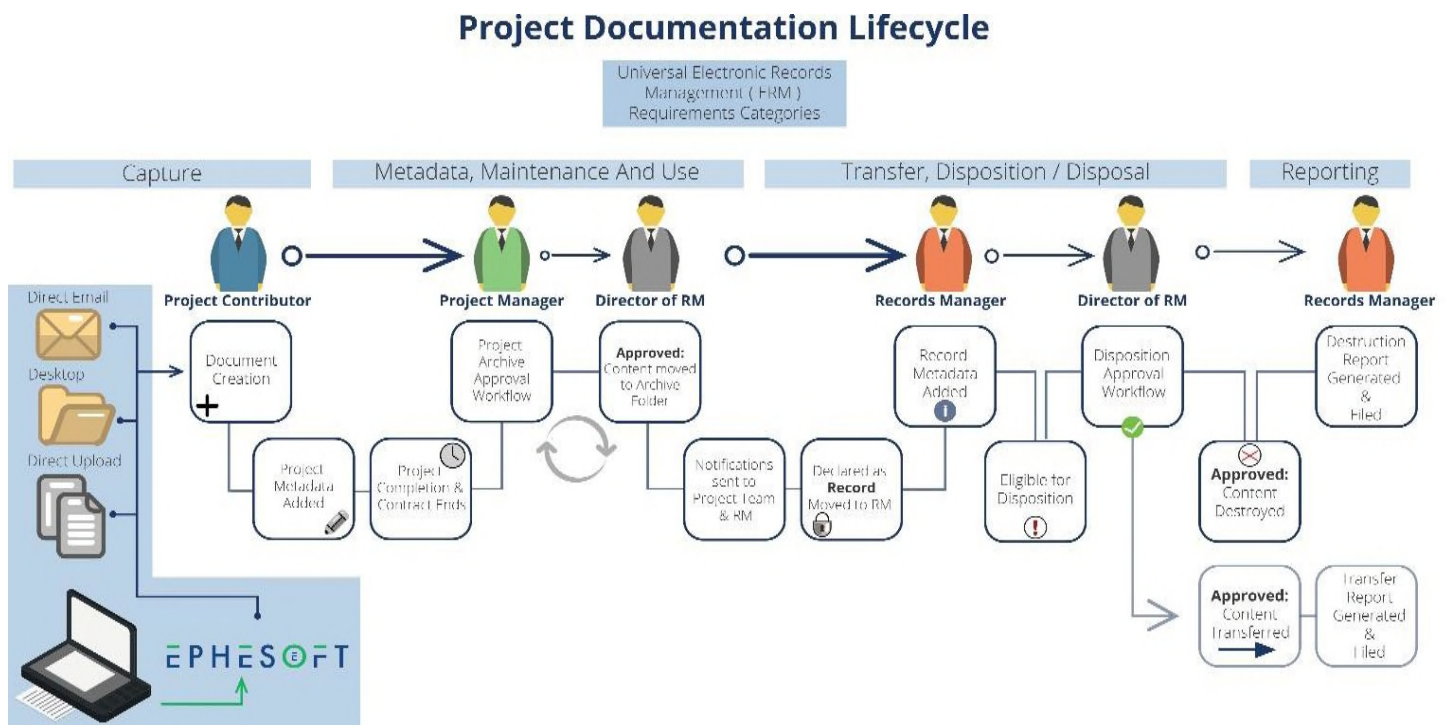 Project Documentation Lifecycle
Universal Electronic Records
Management ( ERM )
Requirements Categories
Capture
Metadata, Maintenance And Use
Transfer, Disposition / Disposal
Reporting
Project Contributor
Project Manager
Director of RM
Records Manager
Director of RM
Records Manager
Direct Email
Desktop
Direct Upload
EPHESOFT
Document
Creation
Project
Metadata
Added
Project
Completion &
Contract Ends
Project
Archive
Approval
Workflow
Approved:
Content moved
to Archive
Folder
Notifications
sent to
Project Team
& RM
Declared as
Record
Moved to RM
Record
Metadata
Added
i
Eligible for
Disposition
!
Disposition
Approval
Workflow
Approved:
Content
Destroyed
Destruction
Report
Generated
&
Filed
Approved:
Content
Transferred
Transfer
Report
Generated
&
Filed